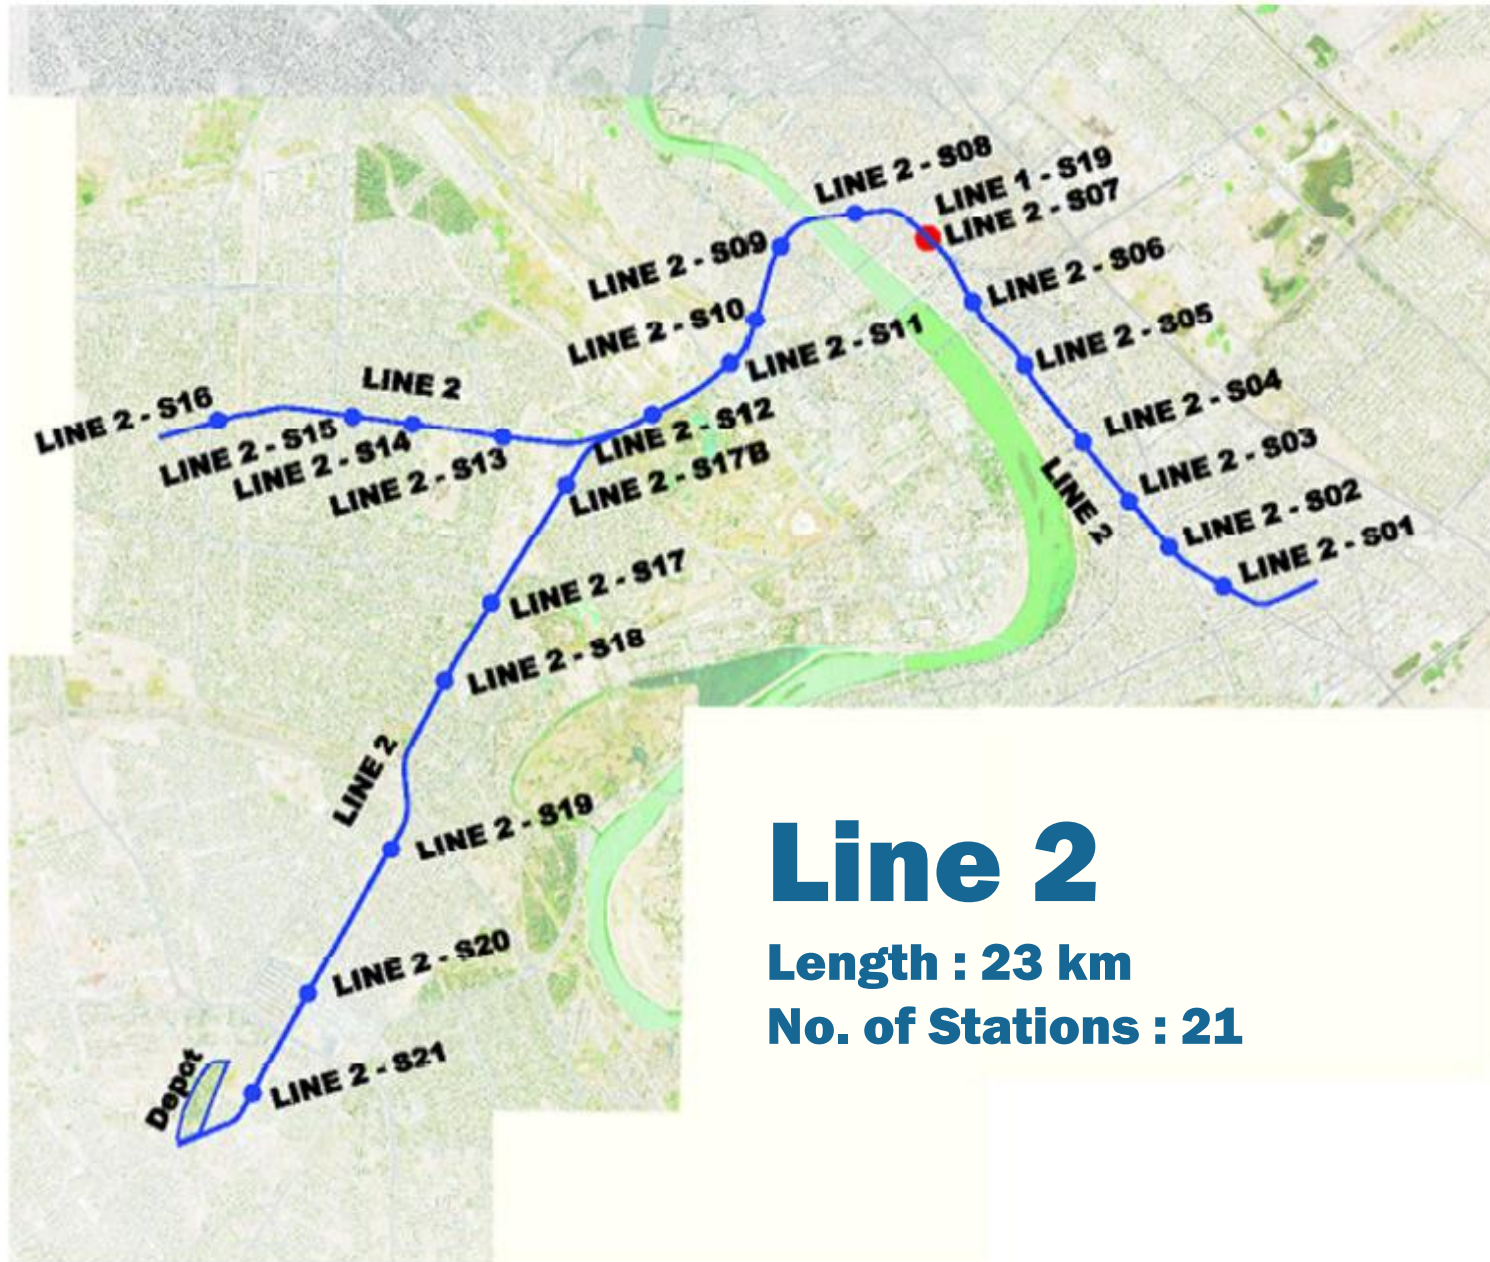 LINE 2 - S08
LINE 1 - S19
LINE 2 - S07
LINE 2 - S09
LINE 2 - S06
LINE 2 - S10
LINE 2 - S11
LINE 2 - S05
LINE 2
LINE 2 - S16
LINE 2 - S04
LINE 2 - S12
LINE 2 - S15
LINE 2 - S14
LINE 2 - S13
LINE 2 - S17B
LINE 2 - S03
LINE 2
LINE 2 - S02
LINE 2 - S01
LINE 2 - S17
LINE 2 - S18
LINE 2
LINE 2 - S19
LINE 2 - S20
LINE 2 - S21
Depot
Line 2
Length : 23 km
No. of Stations : 21